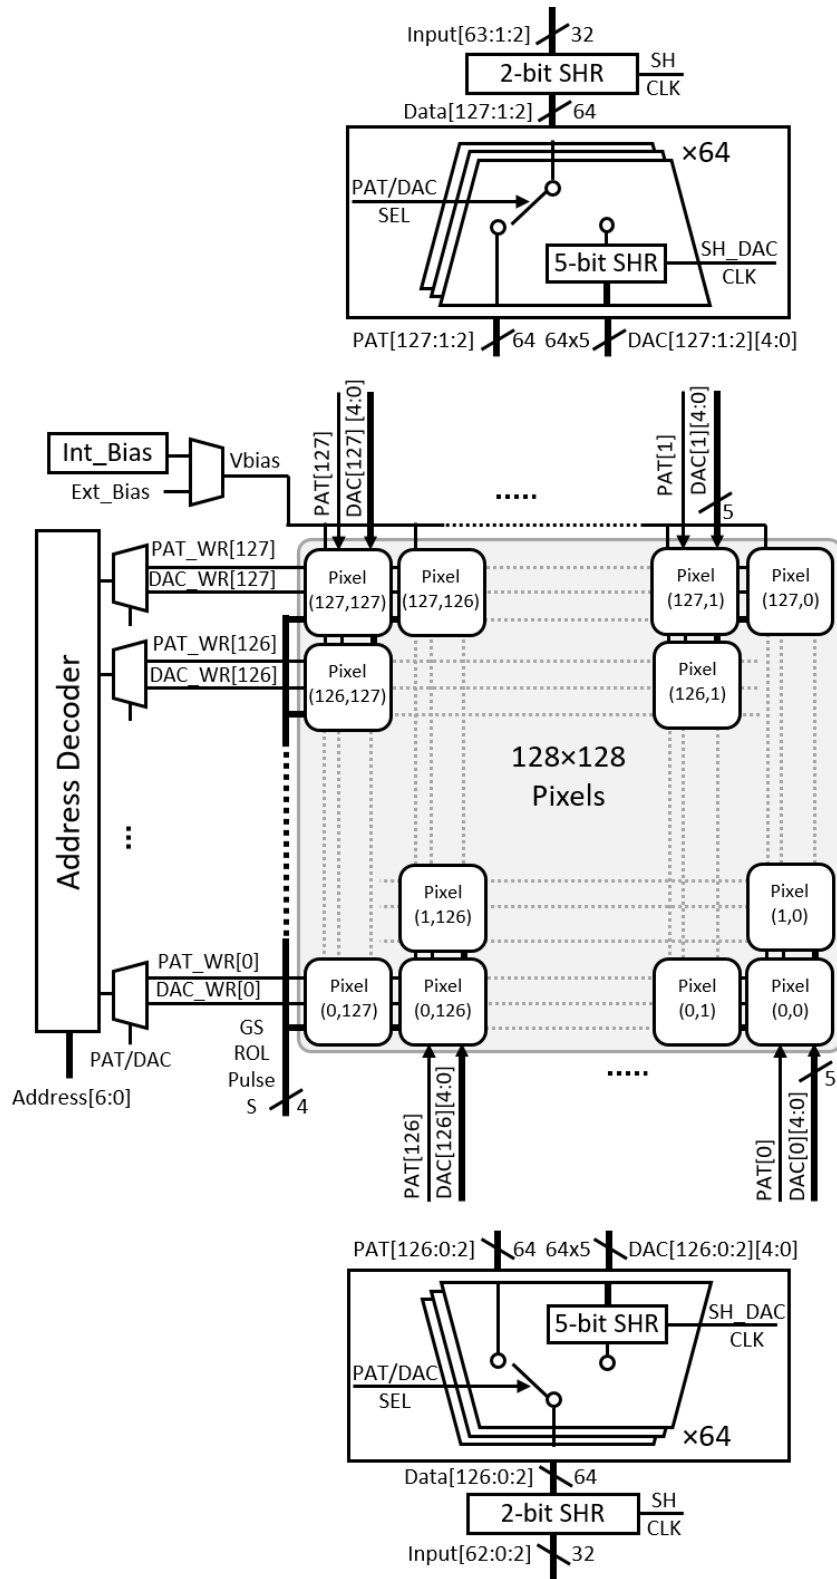 Input[63:1:2] 32
2-bit SHR SH
CLK
Data[127:1:2] 64
×64
PAT/DAC
SEL
5-bit SHR SH_DAC
CLK
PAT[127:1:2] 64 64x5 DAC[127:1:2][4:0]
PAT[127]
DAC[127] [4:0]
PAT[1]
DAC[1][4:0]
5
Int_Bias
Vbias
Ext_Bias
.....
Address Decoder
PAT_WR[127]
DAC_WR[127]
PAT_WR[126]
DAC_WR[126]
...
PAT_WR[0]
DAC_WR[0]
PAT/DAC
Address[6:0]
GS
ROL
Pulse
S 4
Pixel
(127,127)
Pixel
(127,126)
Pixel
(127,1)
Pixel
(127,0)
Pixel
(126,127)
Pixel
(126,1)
128×128
Pixels
Pixel
(1,126)
Pixel
(1,0)
Pixel
(0,127)
Pixel
(0,126)
Pixel
(0,1)
Pixel
(0,0)
.....
5
PAT[126]
DAC[126][4:0]
PAT[0]
DAC[0][4:0]
PAT[126:0:2] 64 64x5 DAC[126:0:2][4:0]
5-bit SHR SH_DAC
CLK
PAT/DAC
SEL
×64
Data[126:0:2] 64
2-bit SHR SH
CLK
Input[62:0:2] 32